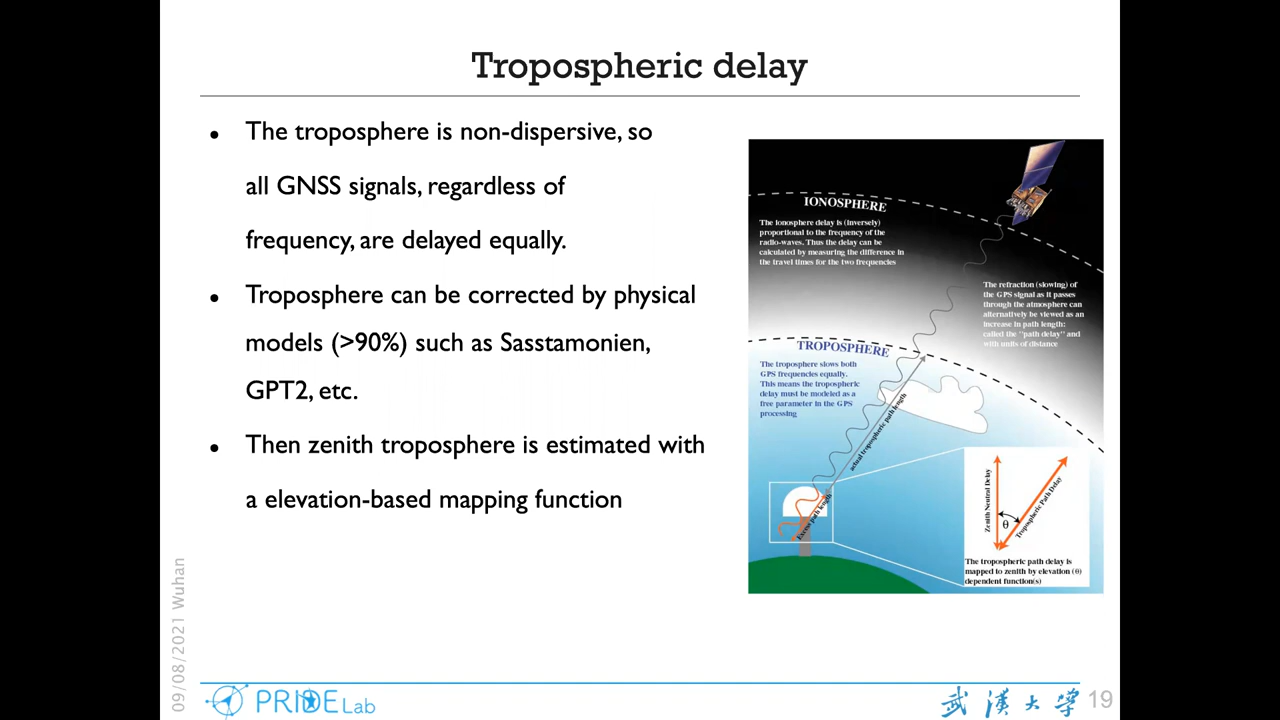 Tropospheric delay
• The troposphere is non-dispersive, so
all GNSS signals, regardless of
frequency, are delayed equally.
• Troposphere can be corrected by physical
models (>90%) such as Sasstamonien,
GPT2, etc.
• Then zenith troposphere is estimated with
a elevation-based mapping function
IONOSPHERE
The ionosphere delay is (inversely)
proportional to the frequency of the
radio-waves. Thus the delay can be
calculated by measuring the difference in
the travel times for the two frequencies
The refraction (slowing) of
the GPS signal as it passes
through the atmosphere can
alternatively be viewed as an
increase in path length:
called the "path delay" and
with units of distance
TROPOSPHERE
The troposphere slows both
GPS frequencies equally.
This means the tropospheric
delay must be modeled as a
free parameter in the GPS
processing
actual tropospheric path length
Excess path length
Zenith Neutral Delay
Tropospheric Path Delay
θ
The tropospheric path delay is
mapped to zenith by elevation (θ)
dependent function(s)
09/08/2021 Wuhan
PRIDE Lab
武漢大学
19